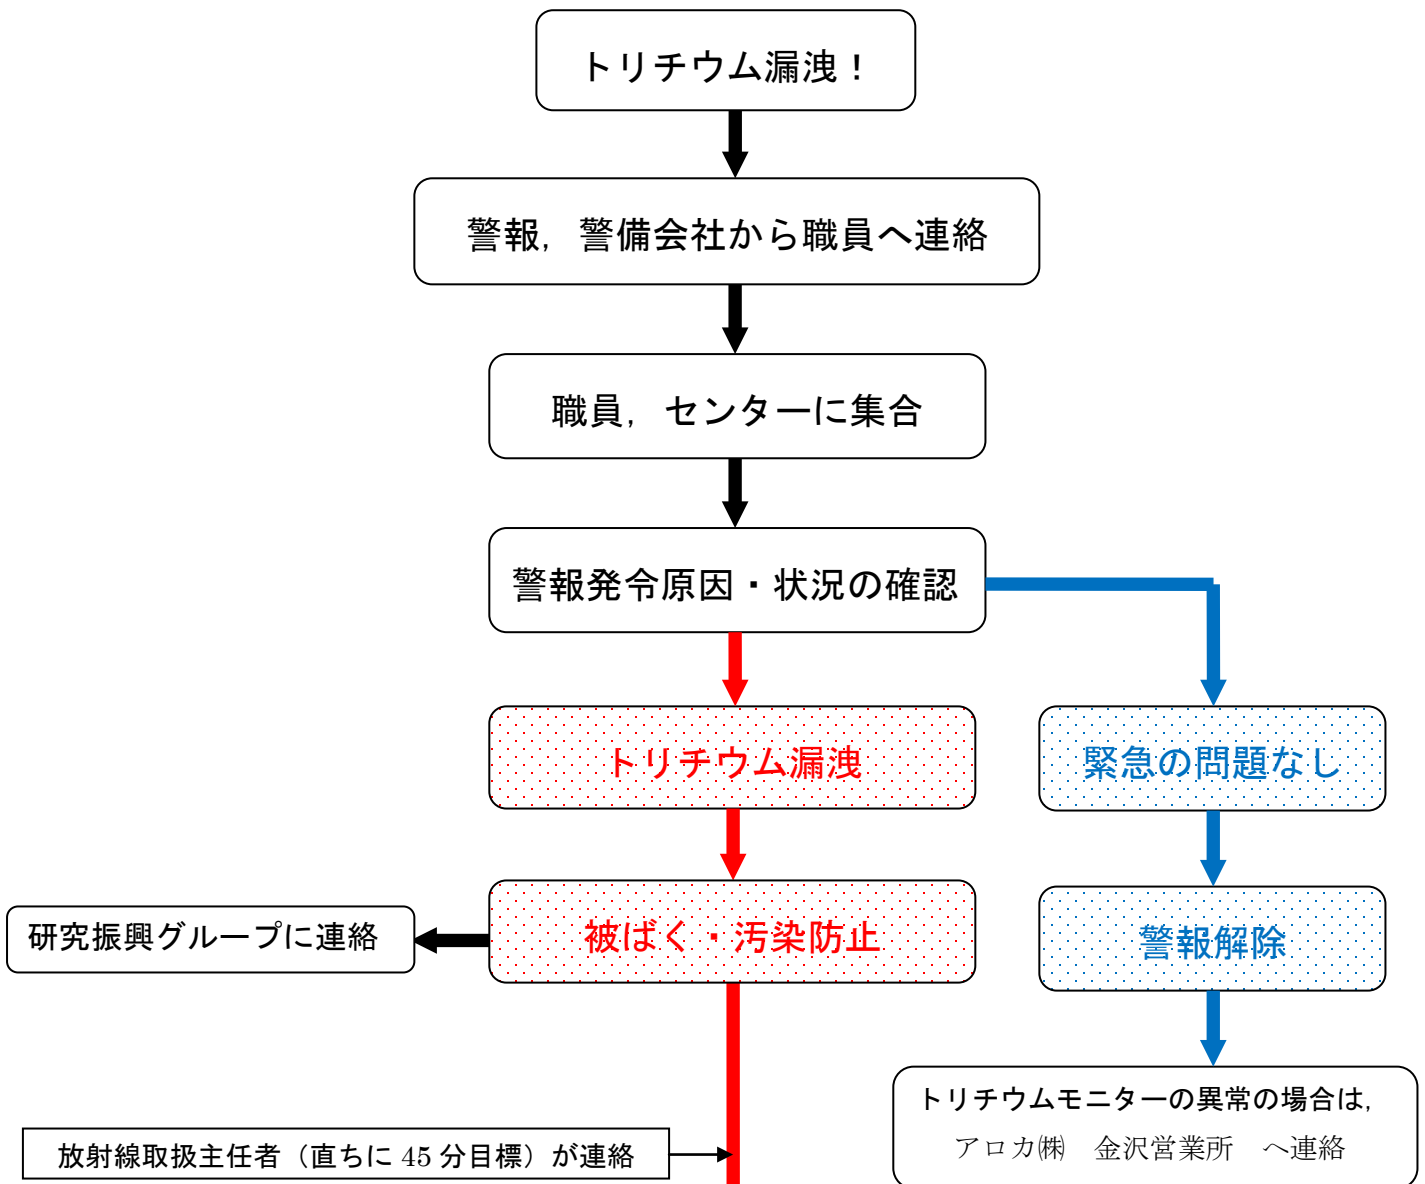 トリチウム漏洩！
警報，警備会社から職員へ連絡
職員，センターに集合
警報発令原因・状況の確認
トリチウム漏洩
緊急の問題なし
研究振興グループに連絡
被ばく・汚染防止
警報解除
トリチウムモニターの異常の場合は，
アロカ㈱　金沢営業所　へ連絡
放射線取扱主任者（直ちに 45 分目標）が連絡